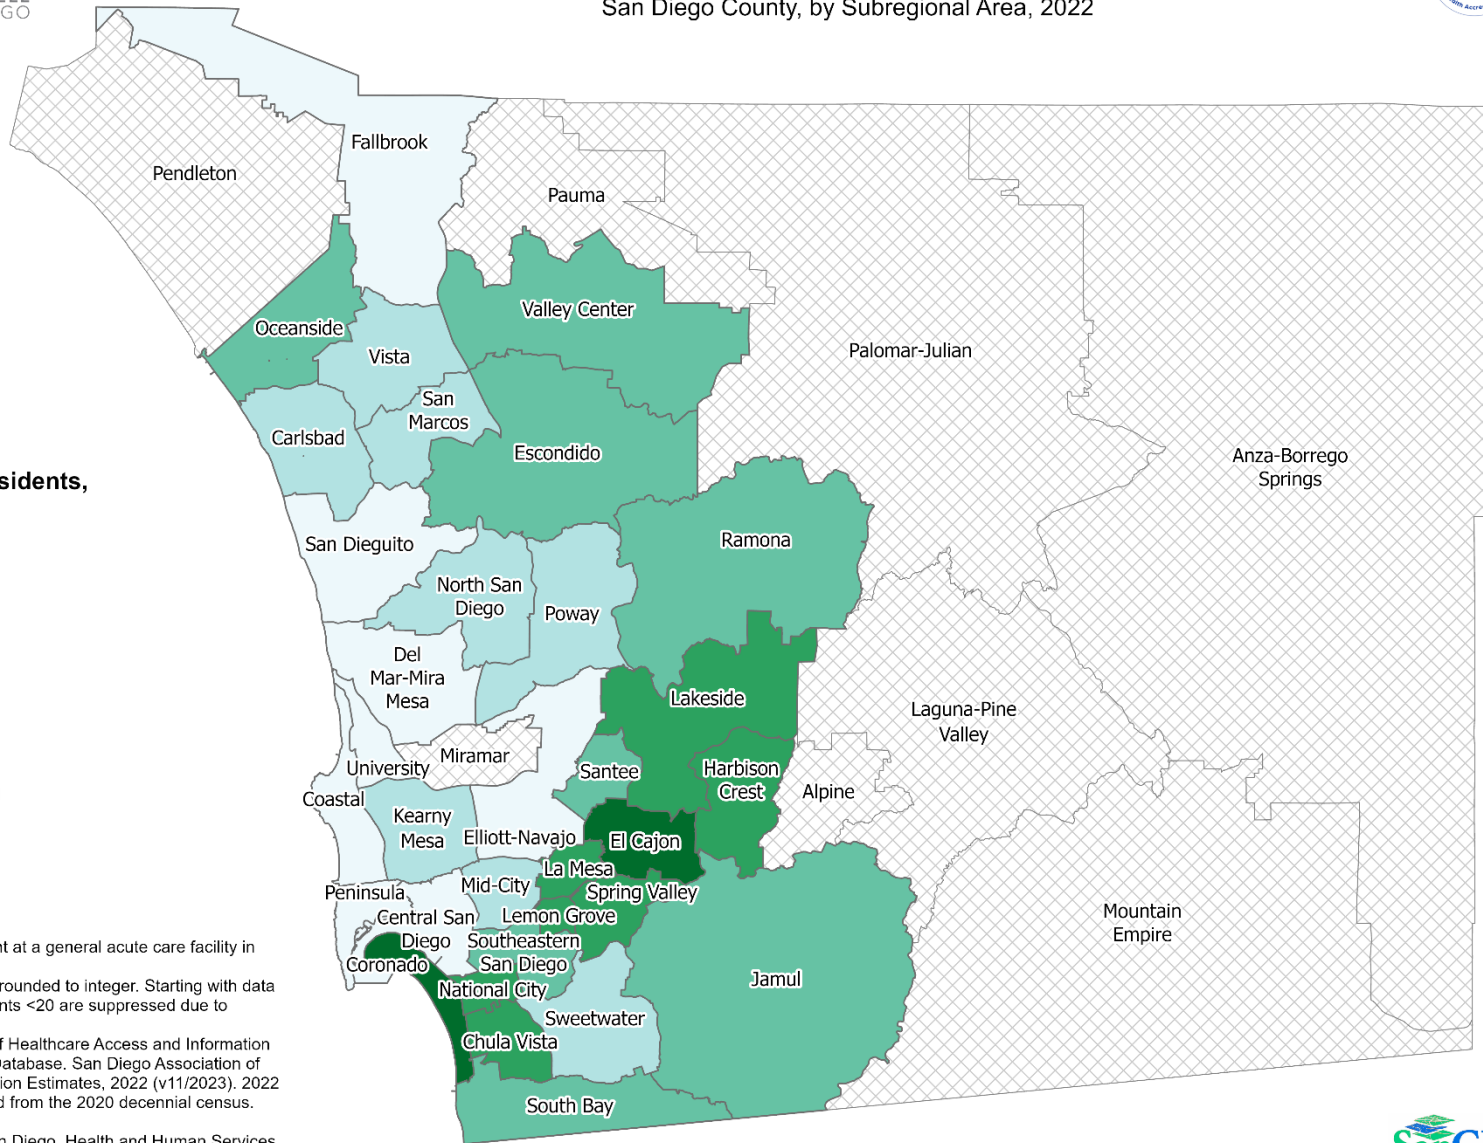 GO
San Diego County, by Subregional Area, 2022
Fallbrook
Pendleton
Pauma
Valley Center
Oceanside
Vista
Palomar-Julian
San
Marcos
Carlsbad
Escondido
Anza-Borrego
Springs
sidents,
San Dieguito
Ramona
North San
Diego
Poway
Del
Mar-Mira
Mesa
Lakeside
Laguna-Pine
Valley
Miramar
University
Santee
Harbison
Crest
Alpine
Coastal
Kearny
Mesa
Elliott-Navajo
El Cajon
La Mesa
Mid-City
Spring Valley
Peninsula
Central San
Diego
Lemon Grove
Southeastern
San Diego
Mountain
Empire
Coronado
National City
Jamul
Sweetwater
Chula Vista
South Bay
nt at a general acute care facility in
rounded to integer. Starting with data
nts <20 are suppressed due to
f Healthcare Access and Information
Database. San Diego Association of
ion Estimates, 2022 (v11/2023). 2022
d from the 2020 decennial census.
n Diego, Health and Human Services